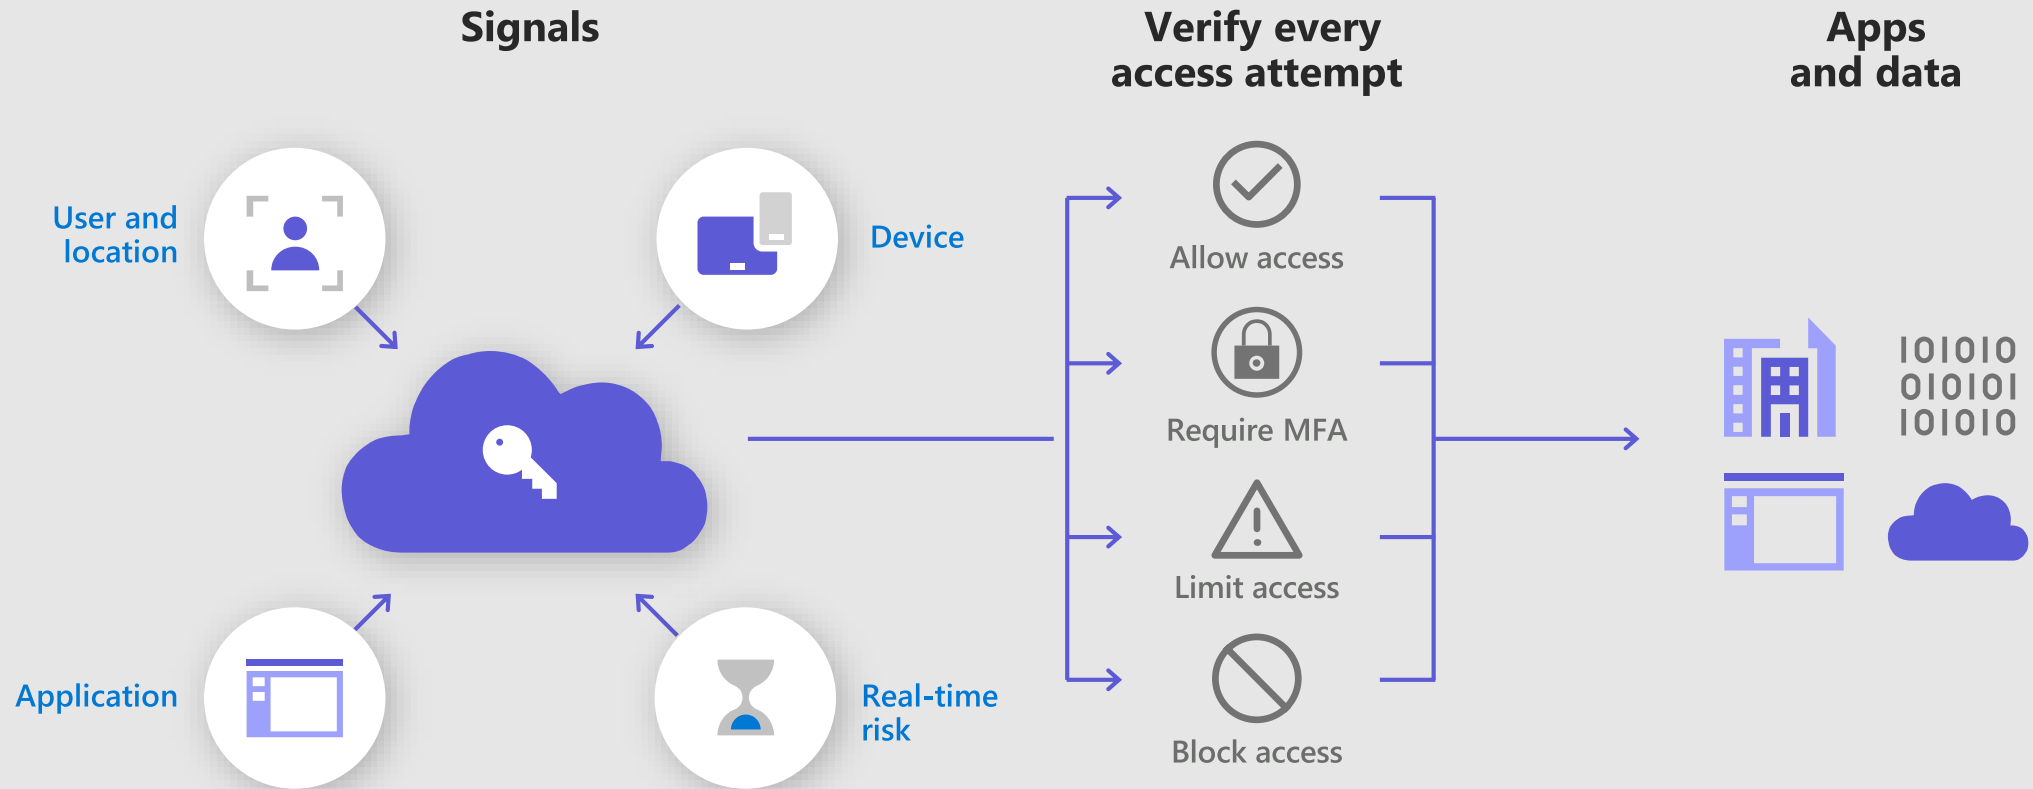 Signals
Verify every
access attempt
Apps
and data
User and
location
Device
Application
Real-time
risk
Allow access
Require MFA
Limit access
Block access
101010
010101
101010